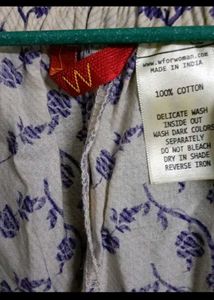 W
www.wforwoman.com
MADE IN INDIA
100% COTTON
DELICATE WASH
INSIDE OUT
WASH DARK COLORS
SEPARATELY
DO NOT BLEACH
DRY IN SHADE
REVERSE IRON